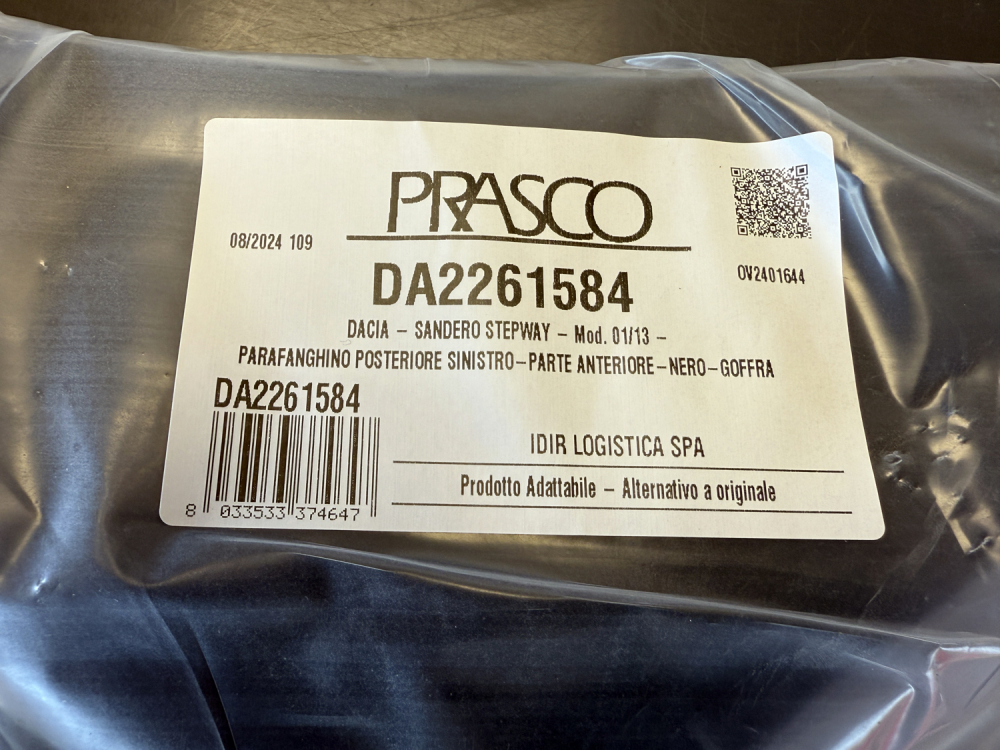 PRASCO
08/2024 109
DA2261584
OV2401644
DACIA – SANDERO STEPWAY – Mod. 01/13 –
PARAFANGHINO POSTERIORE SINISTRO–PARTE ANTERIORE–NERO–GOFFRA
DA2261584
IDIR LOGISTICA SPA
Prodotto Adattabile – Alternativo a originale
8 033533 374647